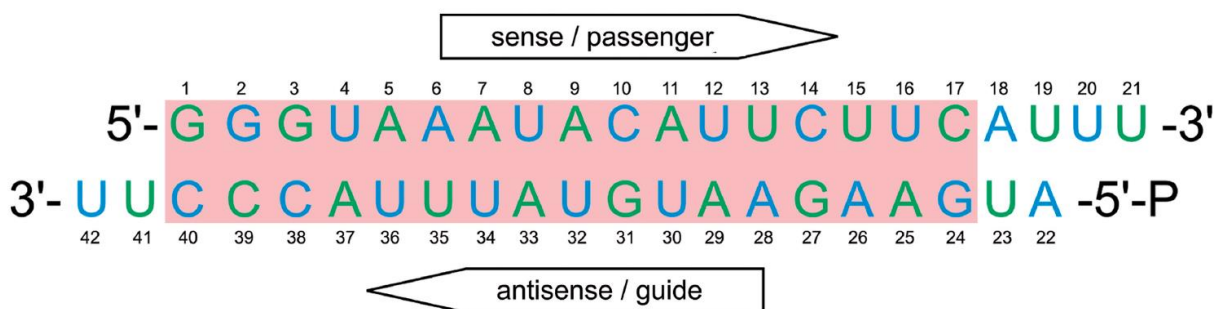 sense / passenger
1 2 3 4 5 6 7 8 9 10 11 12 13 14 15 16 17 18 19 20 21
5'- G G G U A A A U A C A U U C U U C A U U U -3'
3'- U U C C C A U U U A U G U A A G A A G U A -5'-P
42 41 40 39 38 37 36 35 34 33 32 31 30 29 28 27 26 25 24 23 22
antisense / guide